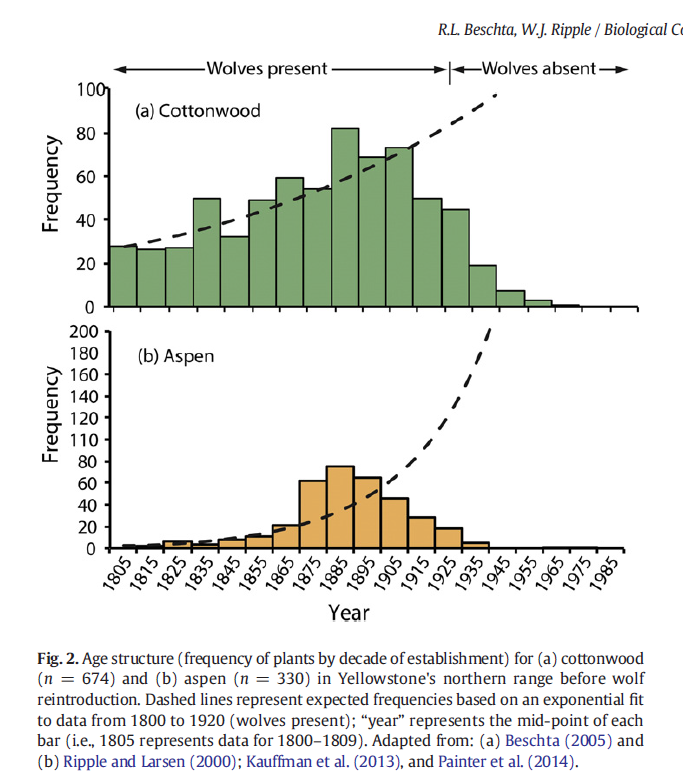 R.L. Beschta, W.J. Ripple / Biological Co
Wolves present
Wolves absent
100
80
60
40
20
0
Frequency
(a) Cottonwood
200
180
160
140
120
110
80
60
40
20
0
Frequency
(b) Aspen
1805
1815
1825
1835
1845
1855
1865
1875
1885
1895
1905
1915
1925
1935
1945
1955
1965
1975
1985
Year
Fig. 2. Age structure (frequency of plants by decade of establishment) for (a) cottonwood
(n = 674) and (b) aspen (n = 330) in Yellowstone's northern range before wolf
reintroduction. Dashed lines represent expected frequencies based on an exponential fit
to data from 1800 to 1920 (wolves present); “year” represents the mid-point of each
bar (i.e., 1805 represents data for 1800–1809). Adapted from: (a) Beschta (2005) and
(b) Ripple and Larsen (2000); Kauffman et al. (2013), and Painter et al. (2014).